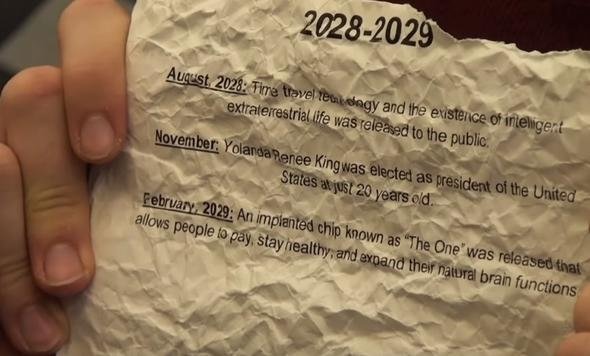 2028-2029
August, 2028: Time travel technology and the existence of intelligent
extraterrestrial life was released to the public.
November: Yolanda Renee King was elected as president of the United
States at just 20 years old.
February, 2029: An implanted chip known as "The One" was released that
allows people to pay, stay healthy, and expand their natural brain functions